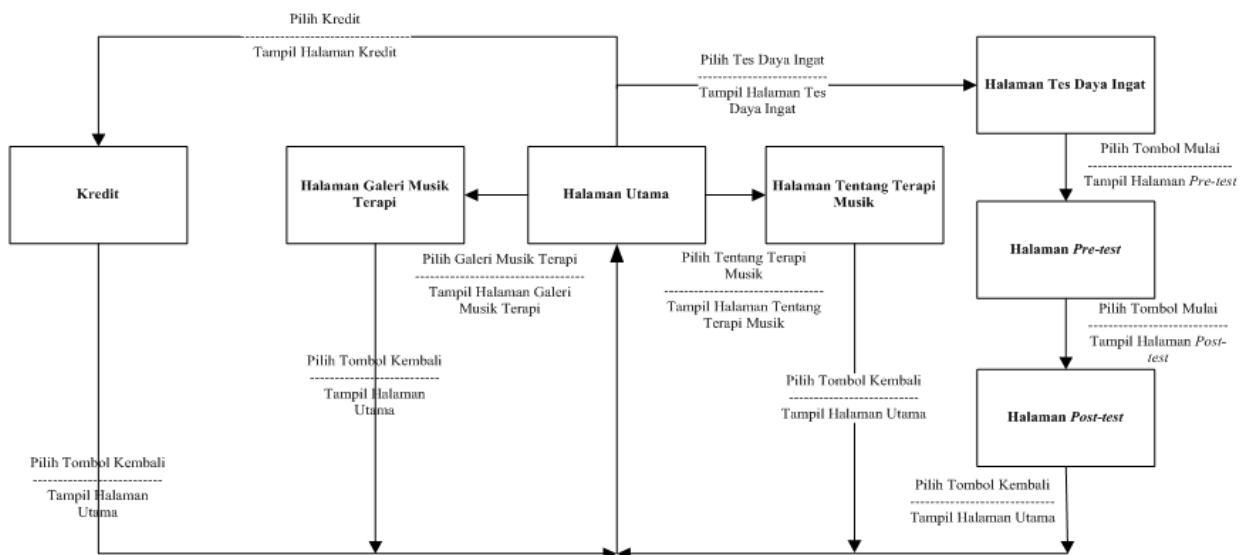 Pilih Kredit
Tampil Halaman Kredit
Pilih Tes Daya Ingat
Tampil Halaman Tes
Daya Ingat
Halaman Tes Daya Ingat
Pilih Tombol Mulai
Tampil Halaman Pre-test
Kredit
Halaman Galeri Musik
Terapi
Halaman Utama
Halaman Tentang Terapi
Musik
Halaman Pre-test
Pilih Galeri Musik Terapi
Tampil Halaman Galeri
Musik Terapi
Pilih Tentang Terapi
Musik
Tampil Halaman Tentang
Terapi Musik
Pilih Tombol Mulai
Tampil Halaman Post-
test
Pilih Tombol Kembali
Tampil Halaman
Utama
Pilih Tombol Kembali
Tampil Halaman Utama
Halaman Post-test
Pilih Tombol Kembali
Tampil Halaman
Utama
Pilih Tombol Kembali
Tampil Halaman Utama